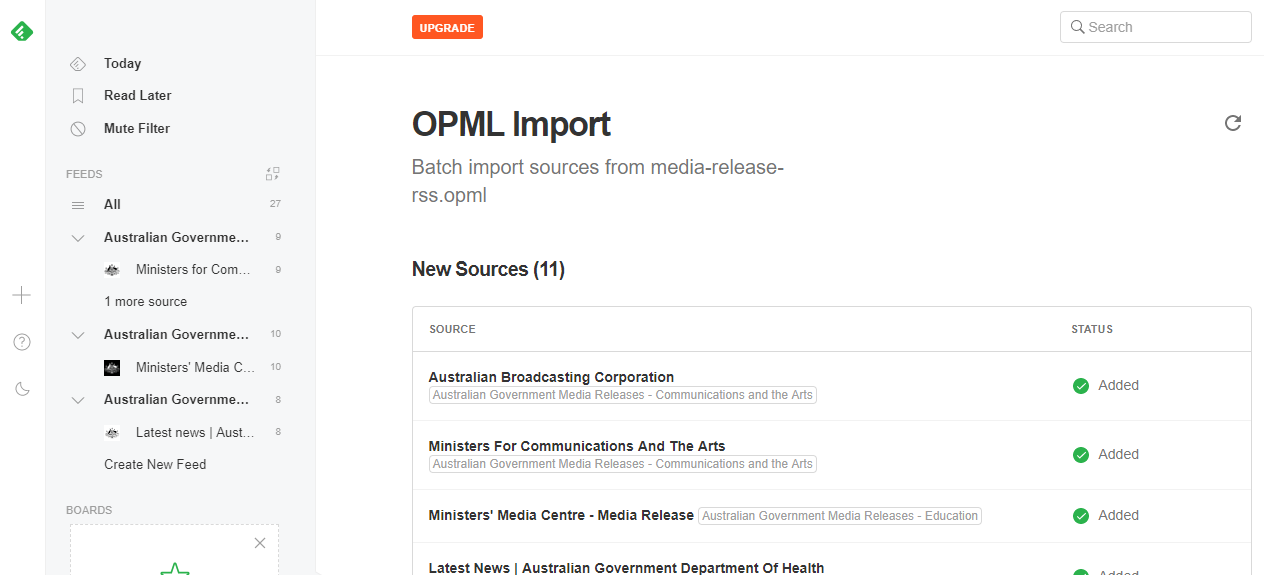 UPGRADE
Search
Today
Read Later
Mute Filter
FEEDS
All 27
Australian Governme... 9
Ministers for Com... 9
1 more source
Australian Governme... 10
Ministers' Media C... 10
Australian Governme... 8
Latest news | Aust... 8
Create New Feed
BOARDS
OPML Import
Batch import sources from media-release-
rss.opml
New Sources (11)
SOURCE STATUS
Australian Broadcasting Corporation
Australian Government Media Releases - Communications and the Arts
Added
Ministers For Communications And The Arts
Australian Government Media Releases - Communications and the Arts
Added
Ministers' Media Centre - Media Release Australian Government Media Releases - Education Added
Latest News | Australian Government Department Of Health
Added